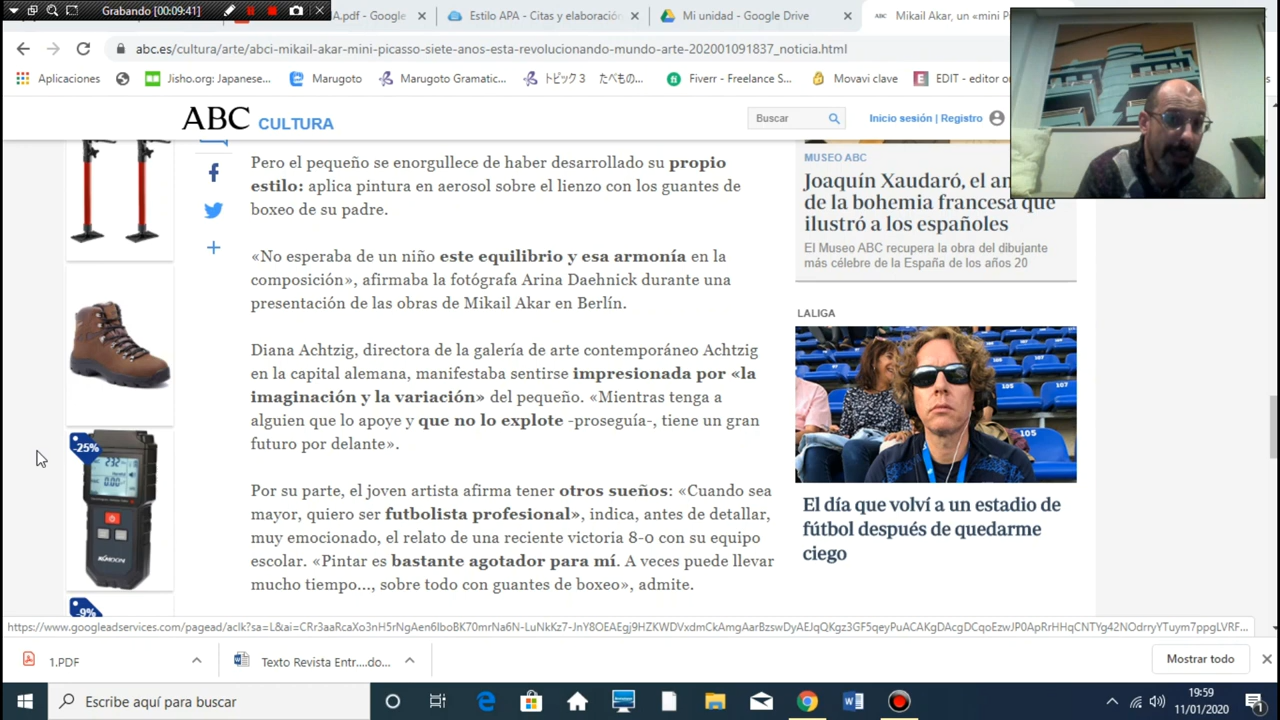 Grabando 00:09:41
A.pdf - Google
Estilo APA - Citas y elaboración
Mi unidad - Google Drive
Mikail Akar, un «mini P
abc.es/cultura/arte/abci-mikail-akar-mini-picasso-siete-anos-esta-revolucionando-mundo-arte-202001091837_noticia.html
Aplicaciones
Jisho.org: Japanese...
Marugoto
Marugoto Gramatic...
トピック 3 たべもの...
Fiverr - Freelance S...
Movavi clave
EDIT - editor o
ABC CULTURA
Buscar
Inicio sesión | Registro
Pero el pequeño se enorgullece de haber desarrollado su propio
estilo: aplica pintura en aerosol sobre el lienzo con los guantes de
boxeo de su padre.
«No esperaba de un niño este equilibrio y esa armonía en la
composición», afirmaba la fotógrafa Arina Daehnick durante una
presentación de las obras de Mikail Akar en Berlín.
Diana Achtzig, directora de la galería de arte contemporáneo Achtzig
en la capital alemana, manifestaba sentirse impresionada por «la
imaginación y la variación» del pequeño. «Mientras tenga a
alguien que lo apoye y que no lo explote -proseguía-, tiene un gran
futuro por delante».
Por su parte, el joven artista afirma tener otros sueños: «Cuando sea
mayor, quiero ser futbolista profesional», indica, antes de detallar,
muy emocionado, el relato de una reciente victoria 8-0 con su equipo
escolar. «Pintar es bastante agotador para mí. A veces puede llevar
mucho tiempo..., sobre todo con guantes de boxeo», admite.
MUSEO ABC
Joaquín Xaudaró, el
de la bohemia francesa que
ilustró a los españoles
El Museo ABC recupera la obra del dibujante
más célebre de la España de los años 20
LALIGA
105
105
El día que volví a un estadio de
fútbol después de quedarme
ciego
-25%
-9%
1.PDF
Texto Revista Entr....do...
Mostrar todo
Escribe aquí para buscar
19:59
11/01/2020